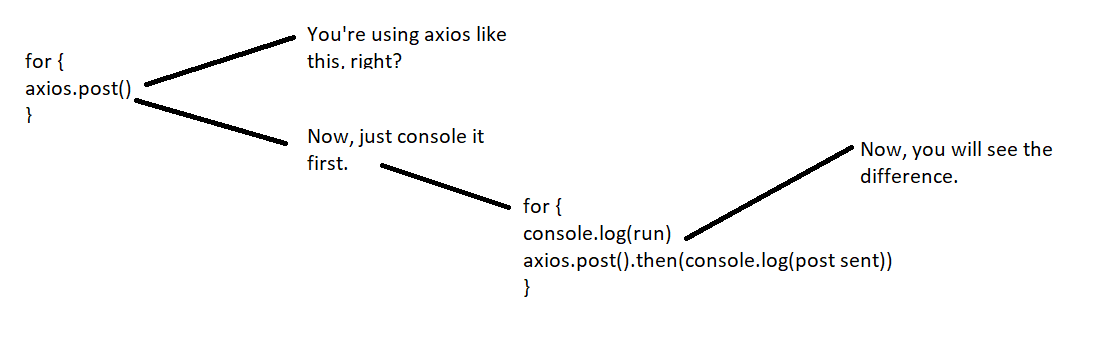 for {
axios.post()
}
You're using axios like
this, right?
Now, just console it
first.
for {
console.log(run)
axios.post().then(console.log(post sent))
}
Now, you will see the
difference.